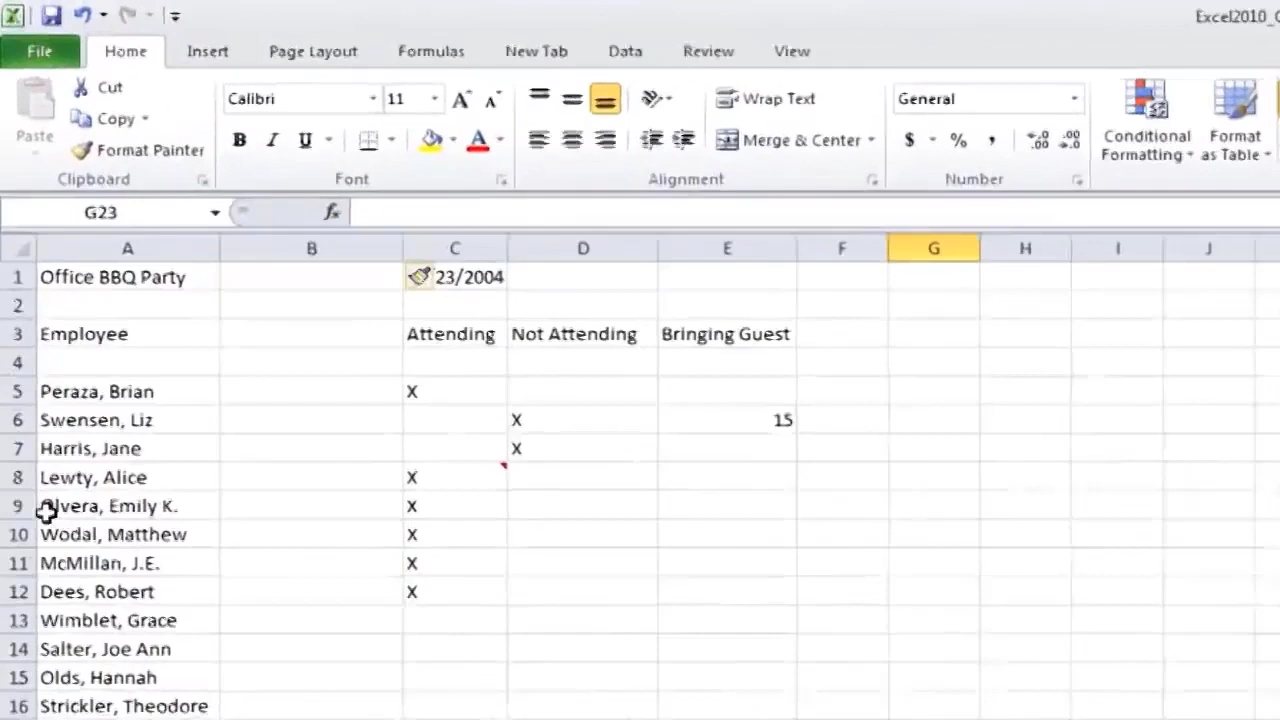 Excel2010_
File Home Insert Page Layout Formulas New Tab Data Review View
Cut
Calibri 11 Wrap Text General
Copy
Paste Conditional Format
B I U Merge & Center $ % , .00
Format Painter Formatting as Table
Clipboard Font Alignment Number
G23 fx
A B C D E F G H I J
1 Office BBQ Party 23/2004
2
3 Employee Attending Not Attending Bringing Guest
4
5 Peraza, Brian X
6 Swensen, Liz X 15
7 Harris, Jane X
8 Lewty, Alice X
9 lvera, Emily K. X
10 Wodal, Matthew X
11 McMillan, J.E. X
12 Dees, Robert X
13 Wimblet, Grace
14 Salter, Joe Ann
15 Olds, Hannah
16 Strickler, Theodore